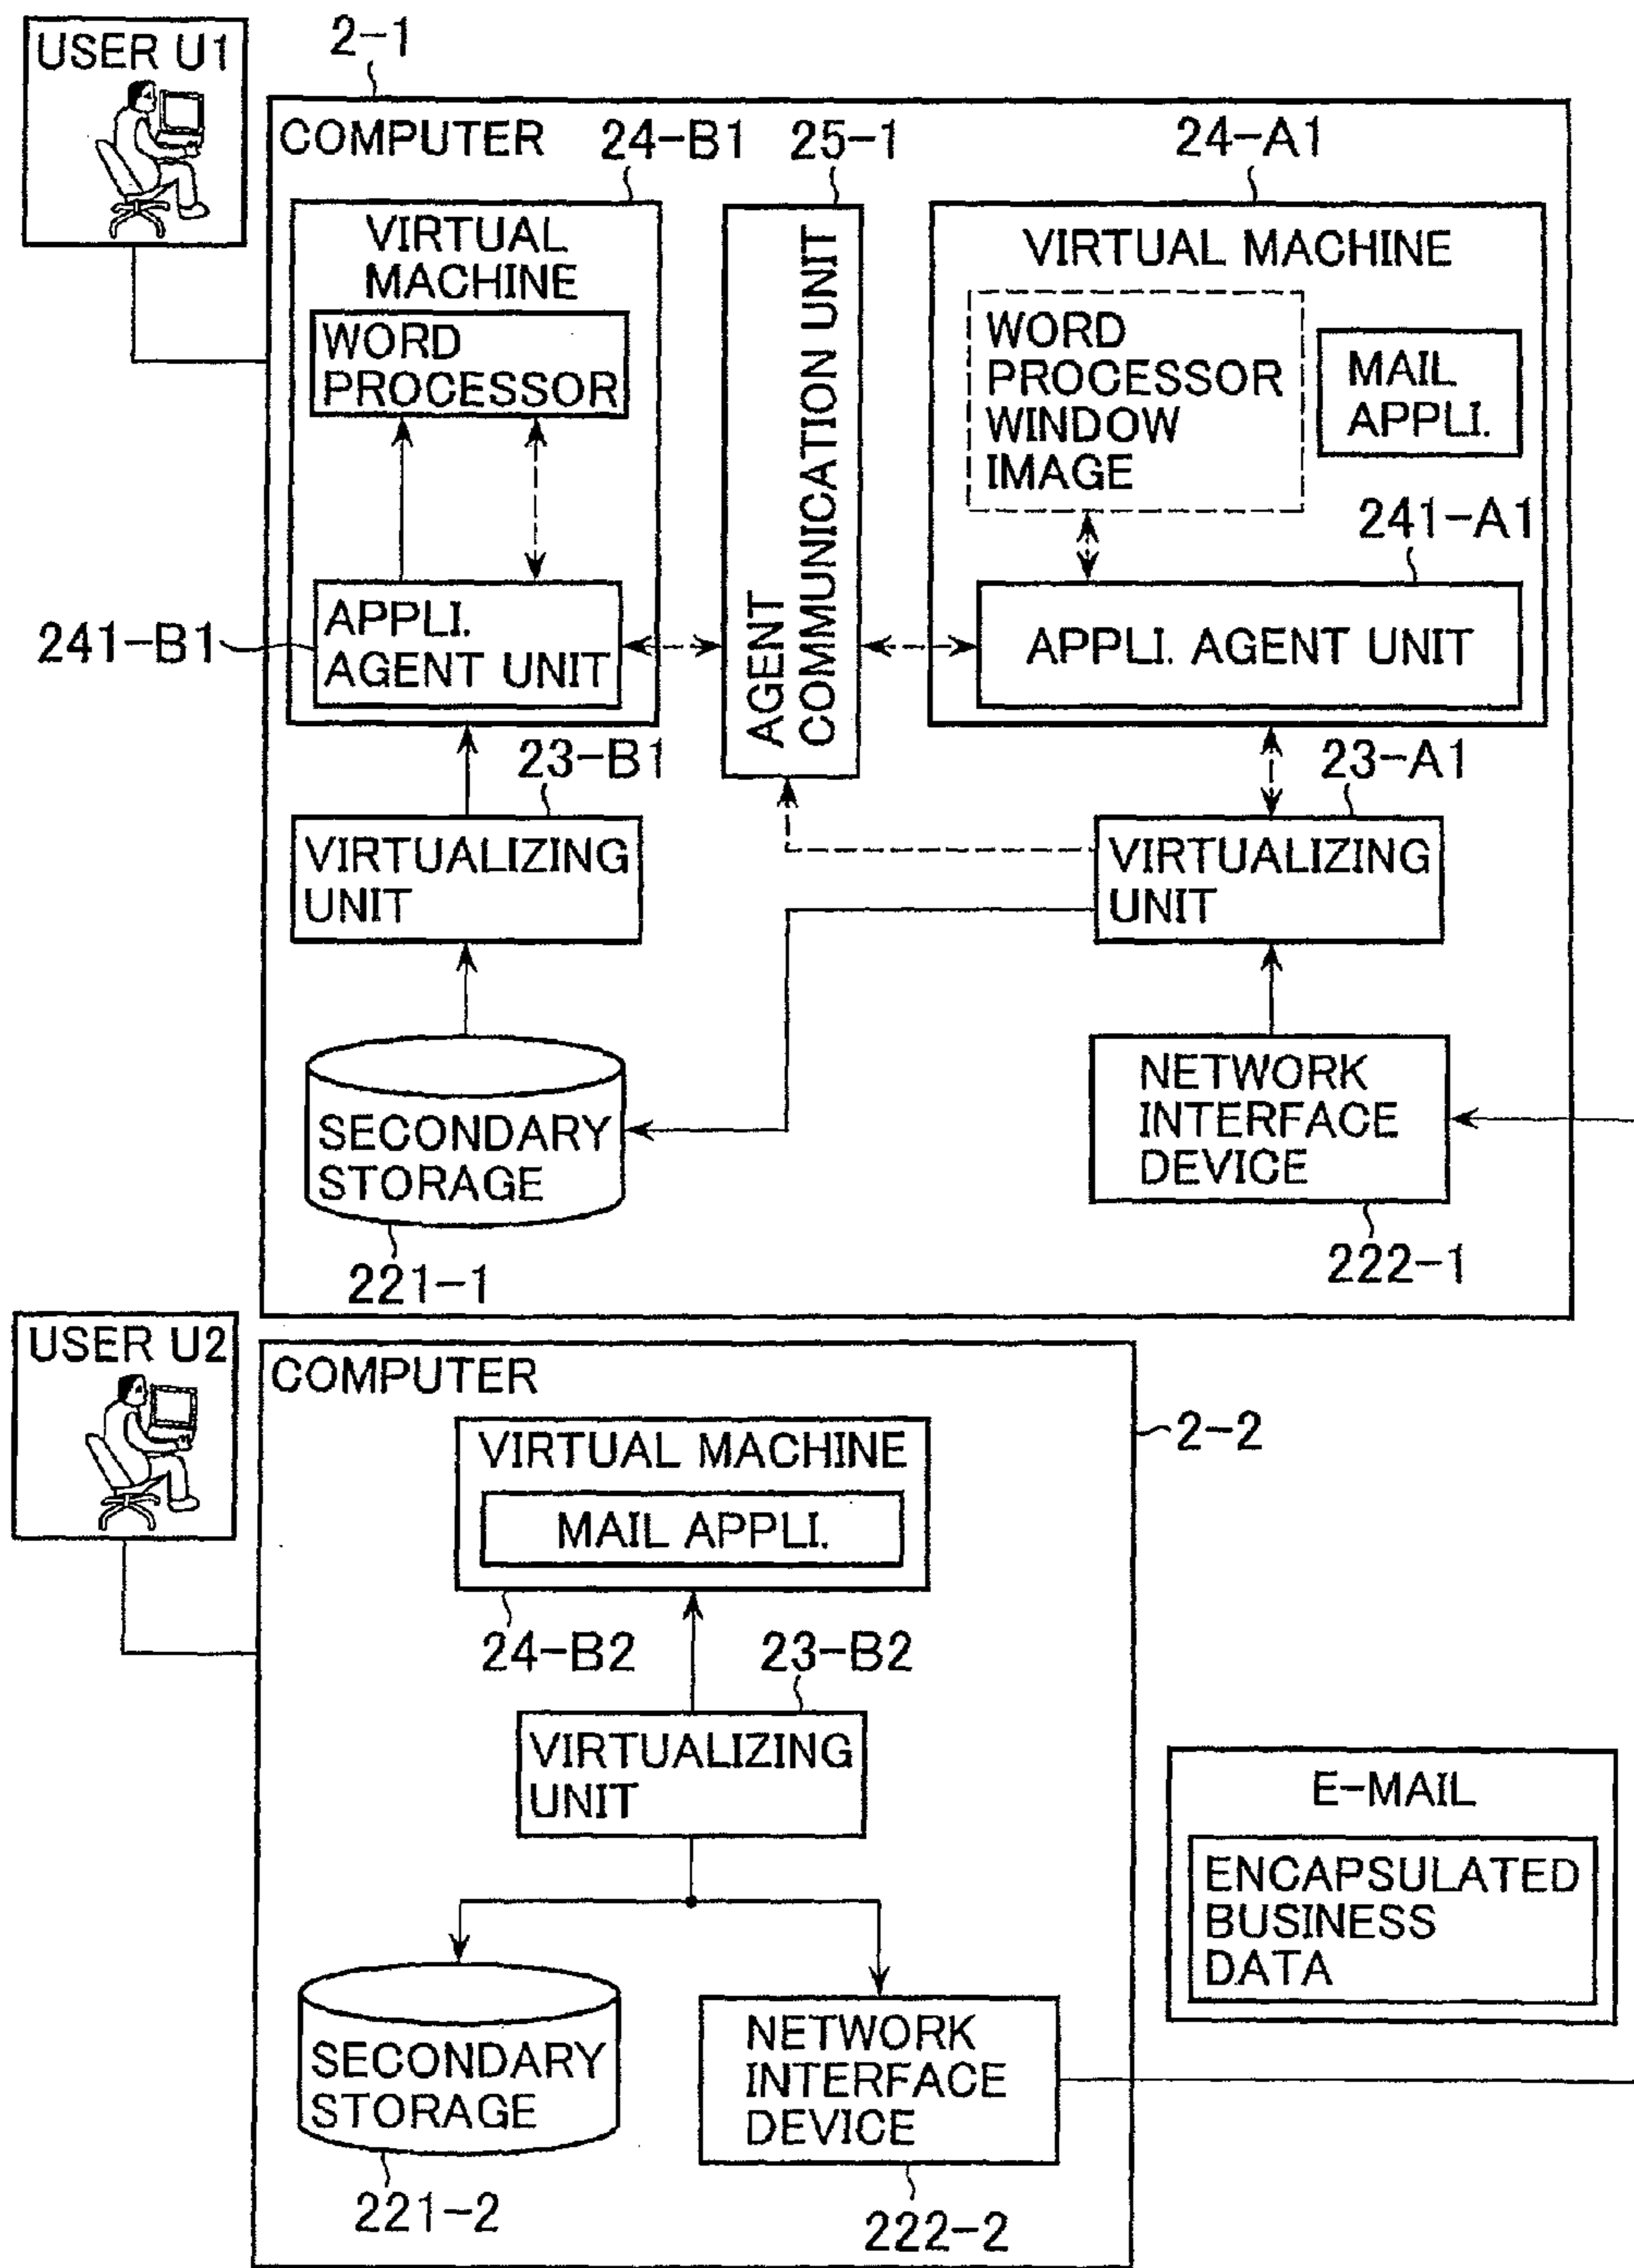 USER U1
2-1
COMPUTER
24-B1
25-1
24-A1
VIRTUAL
MACHINE
WORD
PROCESSOR
AGENT
COMMUNICATION UNIT
VIRTUAL MACHINE
WORD
PROCESSOR
WINDOW
IMAGE
MAIL
APPLI.
241-A1
241-B1
APPLI.
AGENT UNIT
APPLI. AGENT UNIT
23-B1
23-A1
VIRTUALIZING
UNIT
VIRTUALIZING
UNIT
SECONDARY
STORAGE
NETWORK
INTERFACE
DEVICE
221-1
222-1
USER U2
COMPUTER
2-2
VIRTUAL MACHINE
MAIL APPLI.
24-B2
23-B2
VIRTUALIZING
UNIT
E-MAIL
ENCAPSULATED
BUSINESS
DATA
SECONDARY
STORAGE
NETWORK
INTERFACE
DEVICE
221-2
222-2